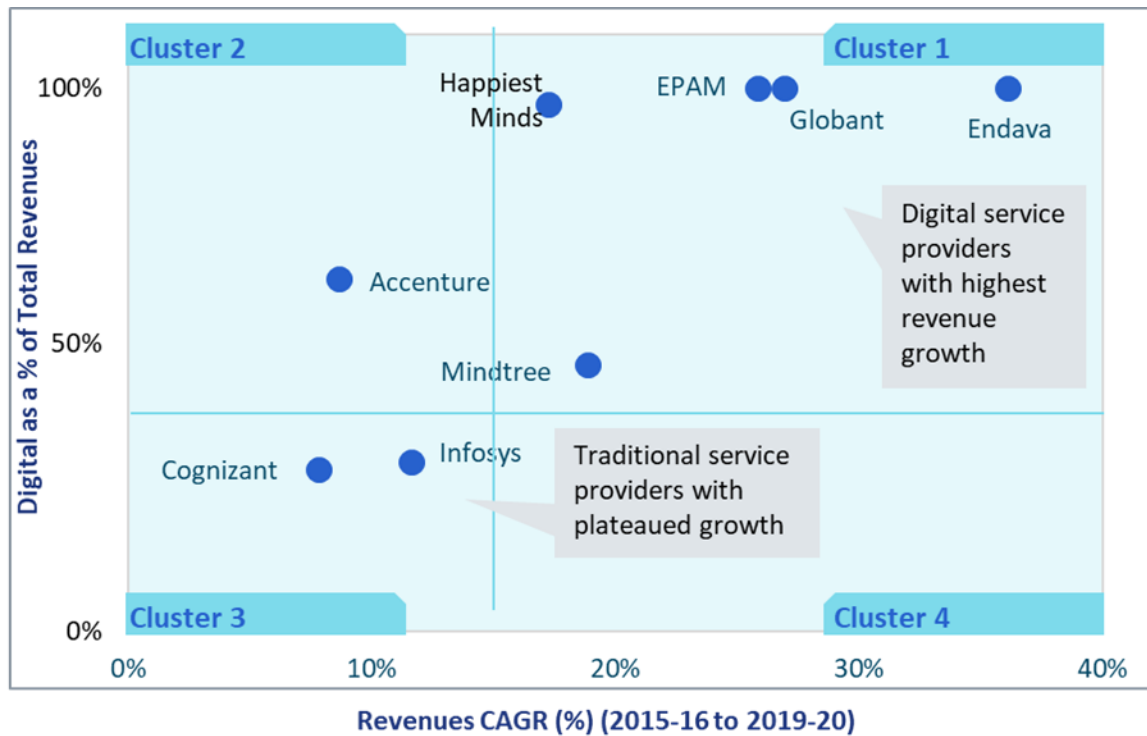 Cluster 2
Cluster 1
100%
Happiest
Minds
EPAM
Globant
Endava
Digital service
providers
with highest
revenue
growth
Accenture
50%
Mindtree
Digital as a % of Total Revenues
Infosys
Cognizant
Traditional service
providers with
plateaued growth
Cluster 3
Cluster 4
0%
0%
10%
20%
30%
40%
Revenues CAGR (%) (2015-16 to 2019-20)